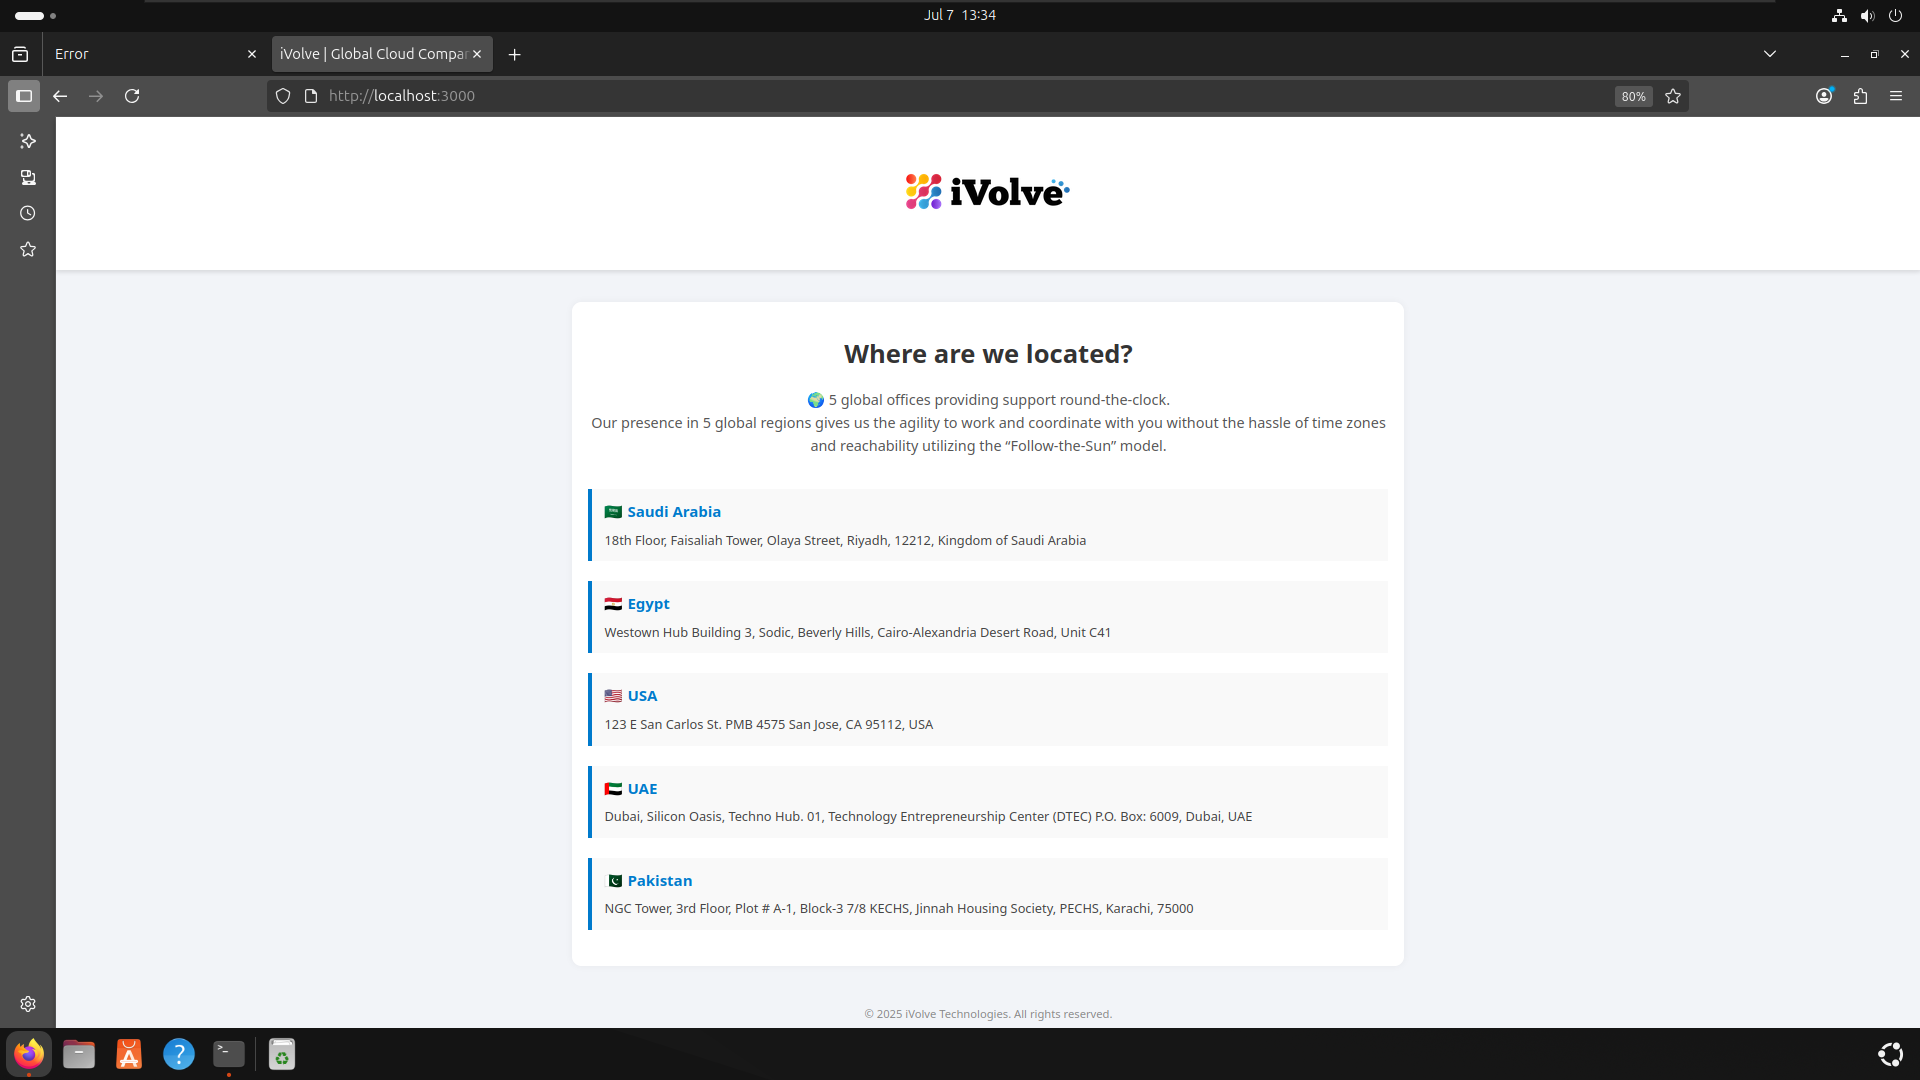 Jul 7 13:34
Error
iVolve | Global Cloud Compar
http://localhost:3000
80%
iVolve
Where are we located?
🌍 5 global offices providing support round-the-clock.
Our presence in 5 global regions gives us the agility to work and coordinate with you without the hassle of time zones
and reachability utilizing the “Follow-the-Sun” model.
🇸🇦 Saudi Arabia
18th Floor, Faisaliah Tower, Olaya Street, Riyadh, 12212, Kingdom of Saudi Arabia
🇪🇬 Egypt
Westown Hub Building 3, Sodic, Beverly Hills, Cairo-Alexandria Desert Road, Unit C41
🇺🇸 USA
123 E San Carlos St. PMB 4575 San Jose, CA 95112, USA
🇦🇪 UAE
Dubai, Silicon Oasis, Techno Hub. 01, Technology Entrepreneurship Center (DTEC) P.O. Box: 6009, Dubai, UAE
🇵🇰 Pakistan
NGC Tower, 3rd Floor, Plot # A-1, Block-3 7/8 KECHS, Jinnah Housing Society, PECHS, Karachi, 75000
© 2025 iVolve Technologies. All rights reserved.